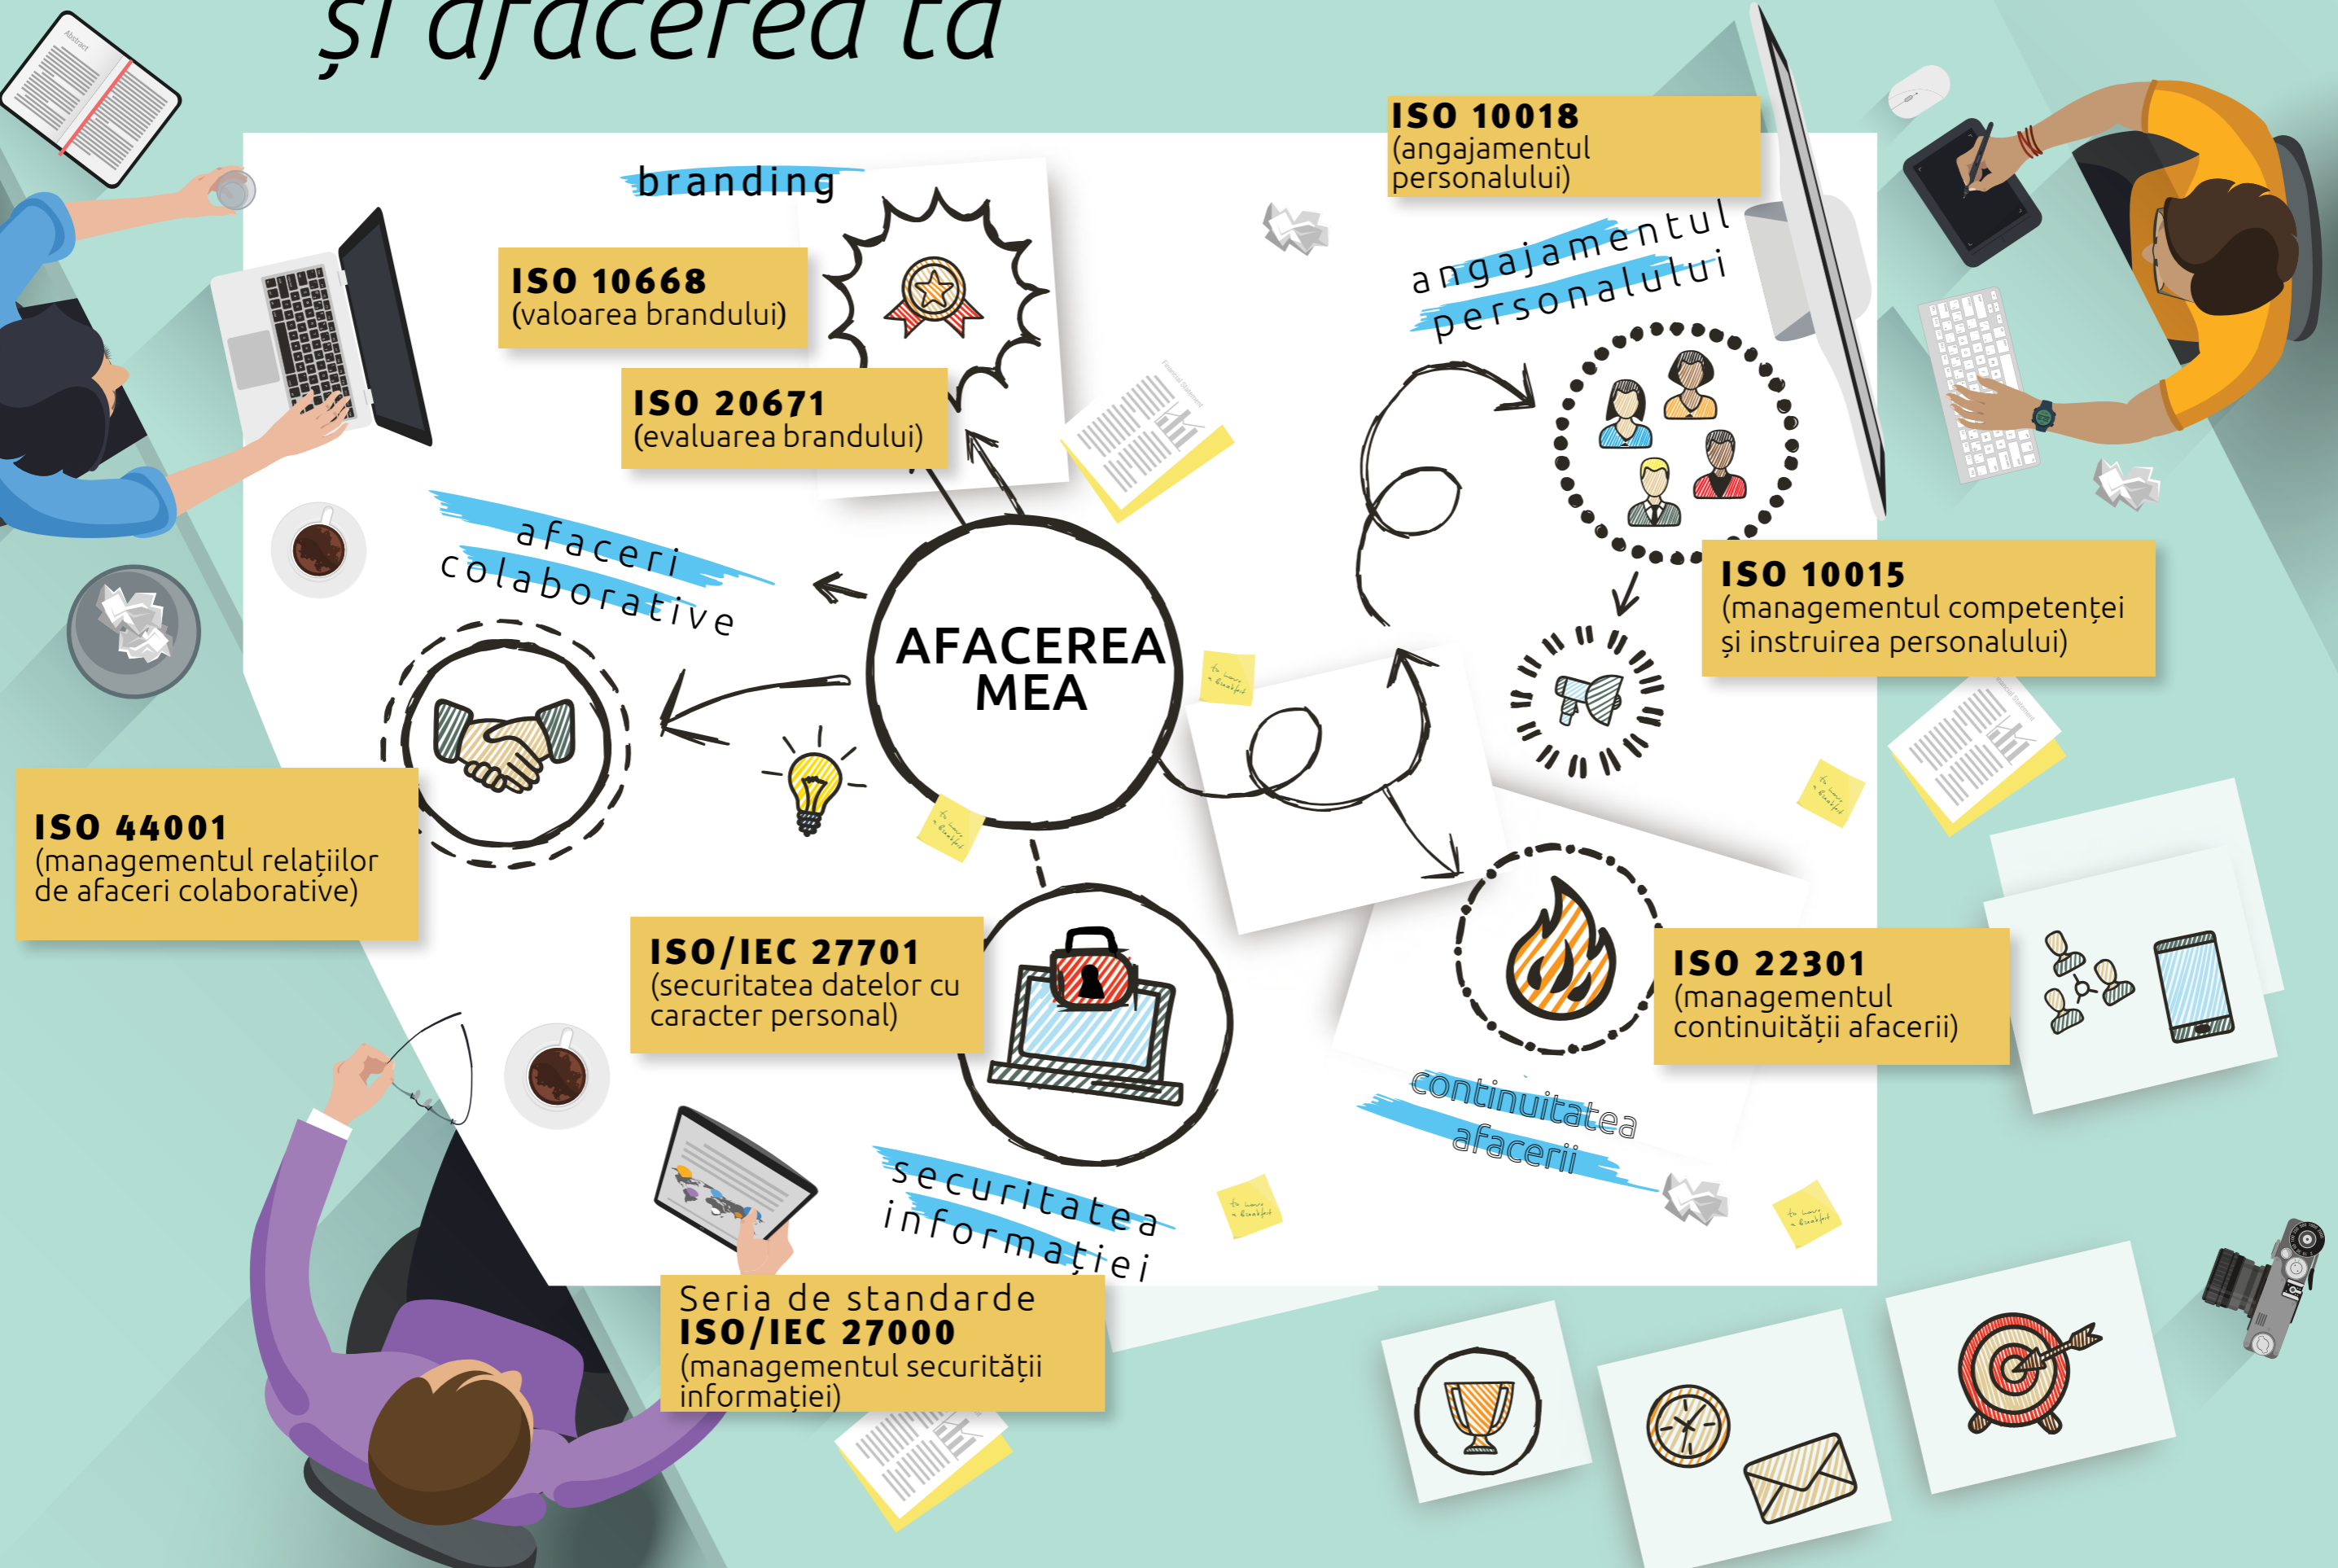 și afacerea ta
Abstract
branding
ISO 10668
(valoarea brandului)
ISO 20671
(evaluarea brandului)
Financial Statement
ISO 10018
(angajamentul
personalului)
angajamentul
personalului
afaceri
colaborative
AFACEREA
MEA
ISO 10015
(managementul competenței
și instruirea personalului)
ISO 44001
(managementul relațiilor
de afaceri colaborative)
ISO/IEC 27701
(securitatea datelor cu
caracter personal)
ISO 22301
(managementul
continuității afacerii)
continuitatea
afacerii
securitatea
informației
Seria de standarde
ISO/IEC 27000
(managementul securității
informației)